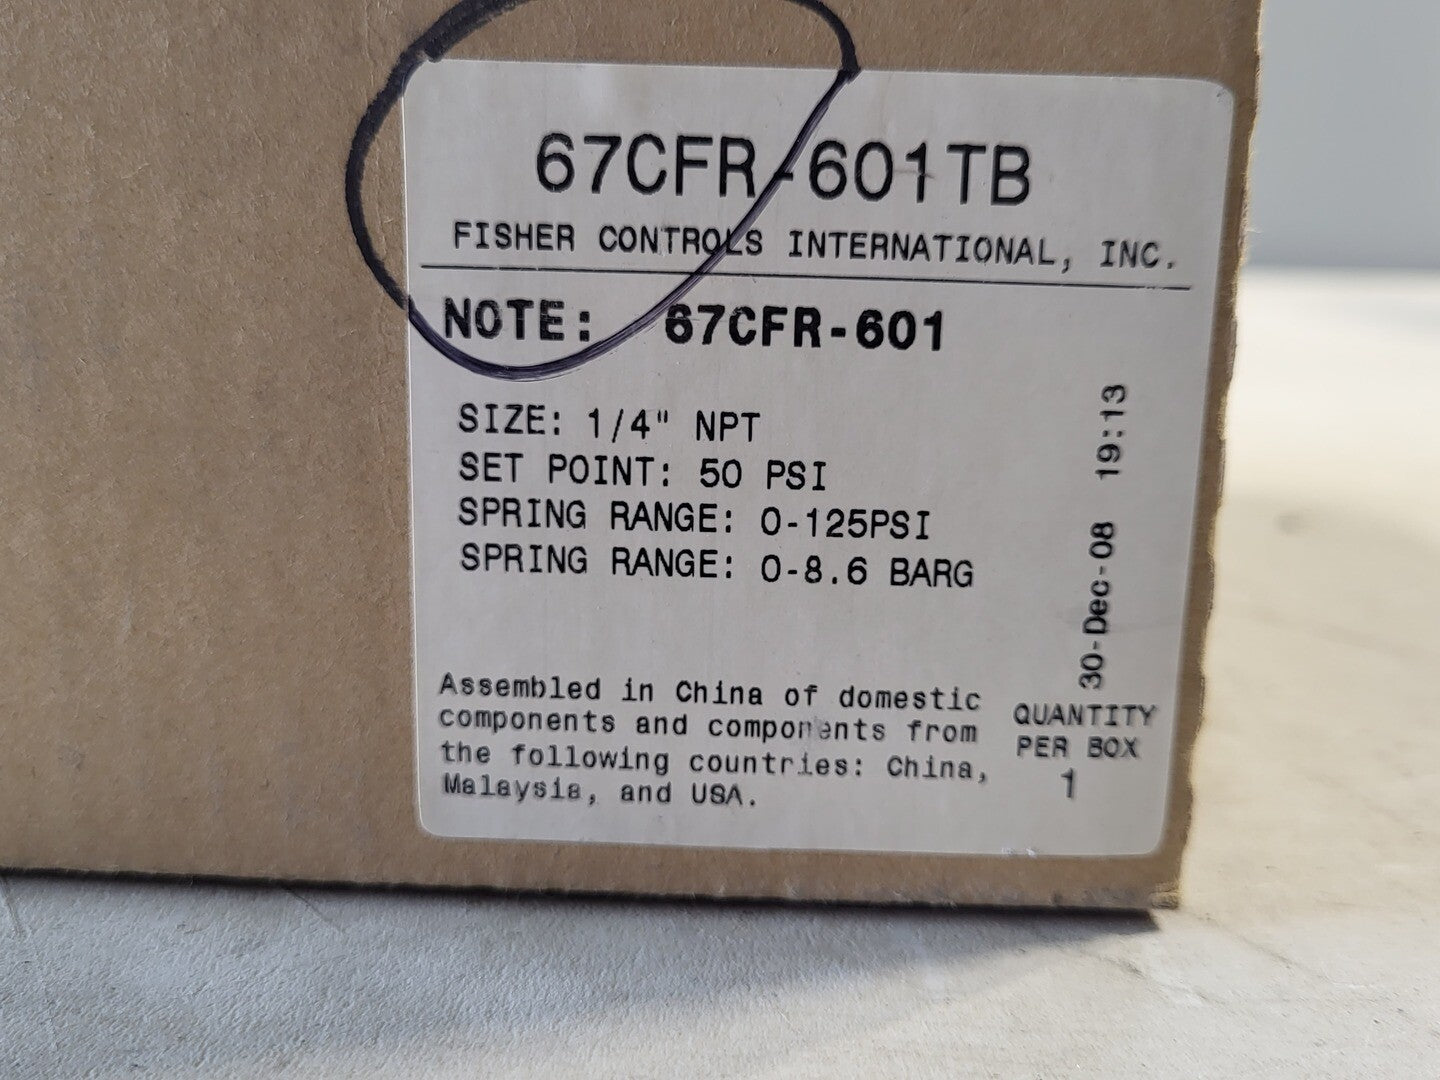 67CFR-601TB
FISHER CONTROLS INTERNATIONAL, INC.
NOTE: 67CFR-601
SIZE: 1/4" NPT
SET POINT: 50 PSI
SPRING RANGE: 0-125PSI
SPRING RANGE: 0-8.6 BARG
30-Dec-08 19:13
Assembled in China of domestic
components and components from
the following countries: China,
Malaysia, and USA.
QUANTITY
PER BOX
1